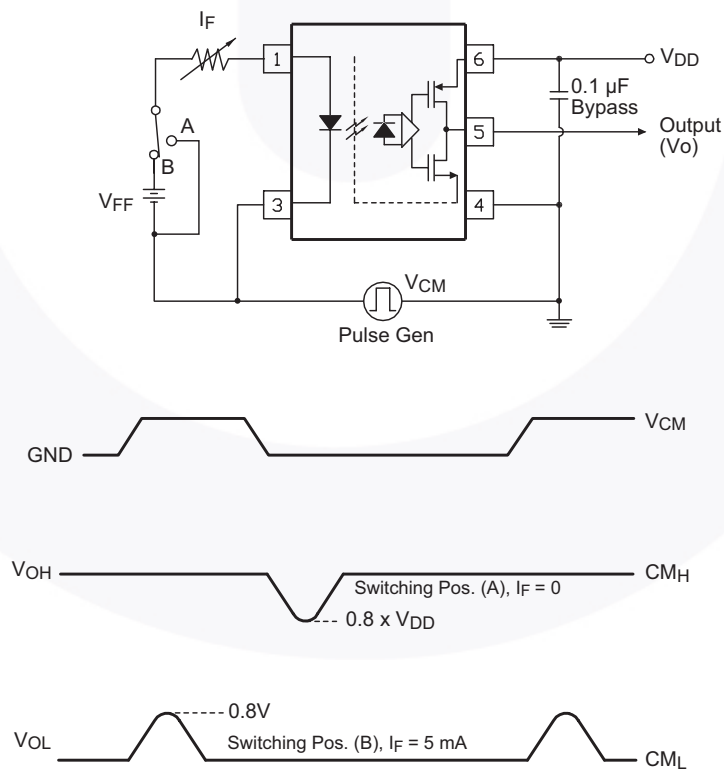 IF
1
6
VDD
A
0.1 µF
Bypass
5
Output
(Vo)
B
VFF
3
4
VCM
Pulse Gen
VCM
GND
VOH
CMH
Switching Pos. (A), IF = 0
0.8 x VDD
0.8V
VOL
Switching Pos. (B), IF = 5 mA
CML